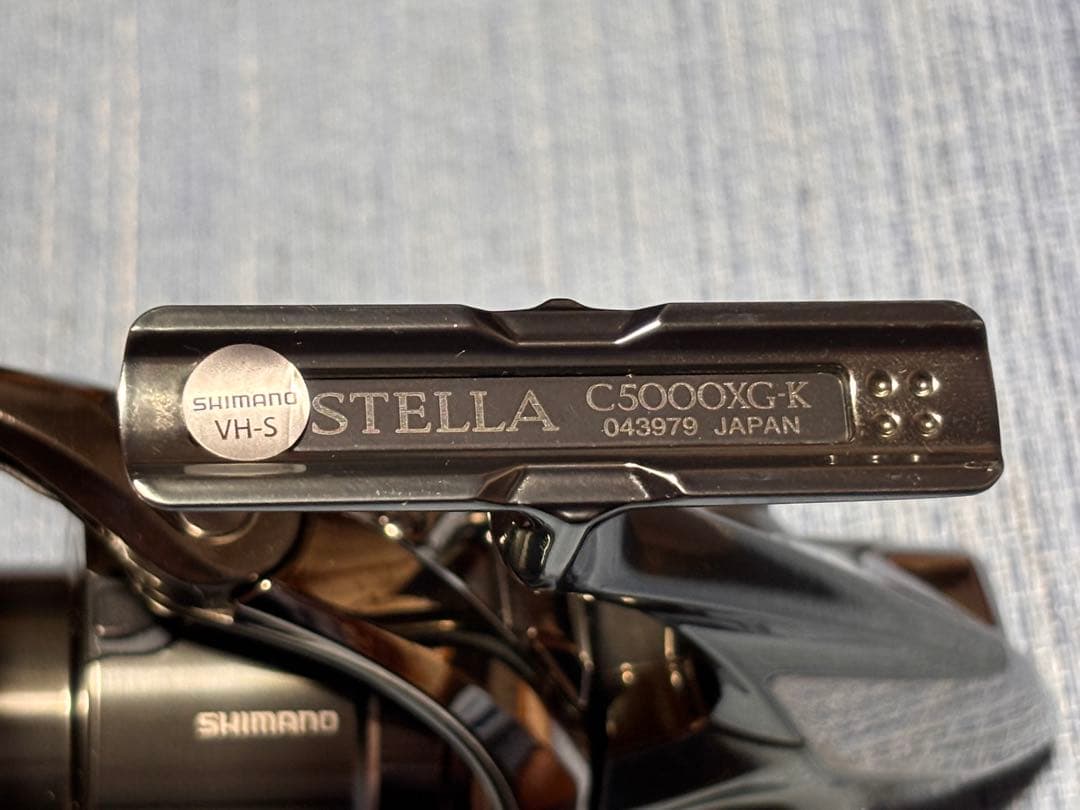 SHIMANO
VH-S
STELLA
C5000XG-K
043979 JAPAN
SHIMANO